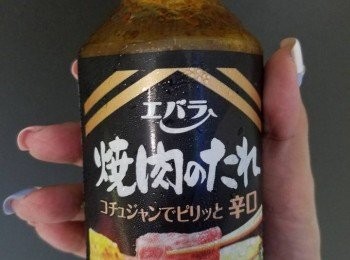 エバラ
焼肉のたれ
コチュジャンでピリッと 辛口